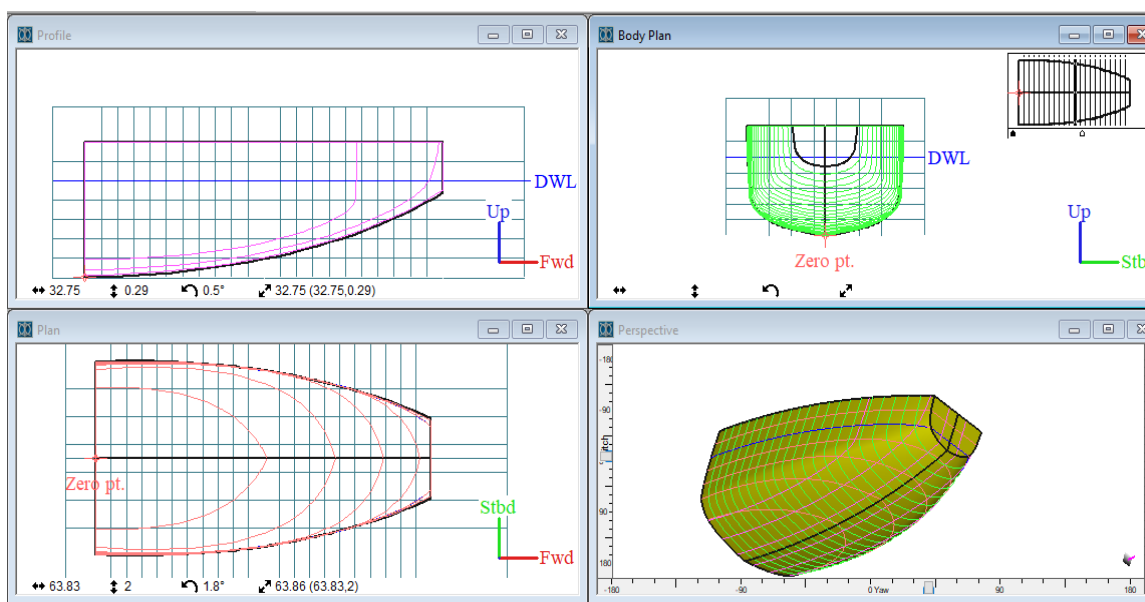 Profile
DWL
Up
Fwd
32.75 0.29 0.5° 32.75 (32.75,0.29)
Body Plan
DWL
Up
Zero pt.
Stb
Plan
Zero pt.
Stbd
Fwd
63.83 2 1.8° 63.86 (63.83,2)
Perspective
-180
-90
90
180
-180 -90 0 Yaw 90 180